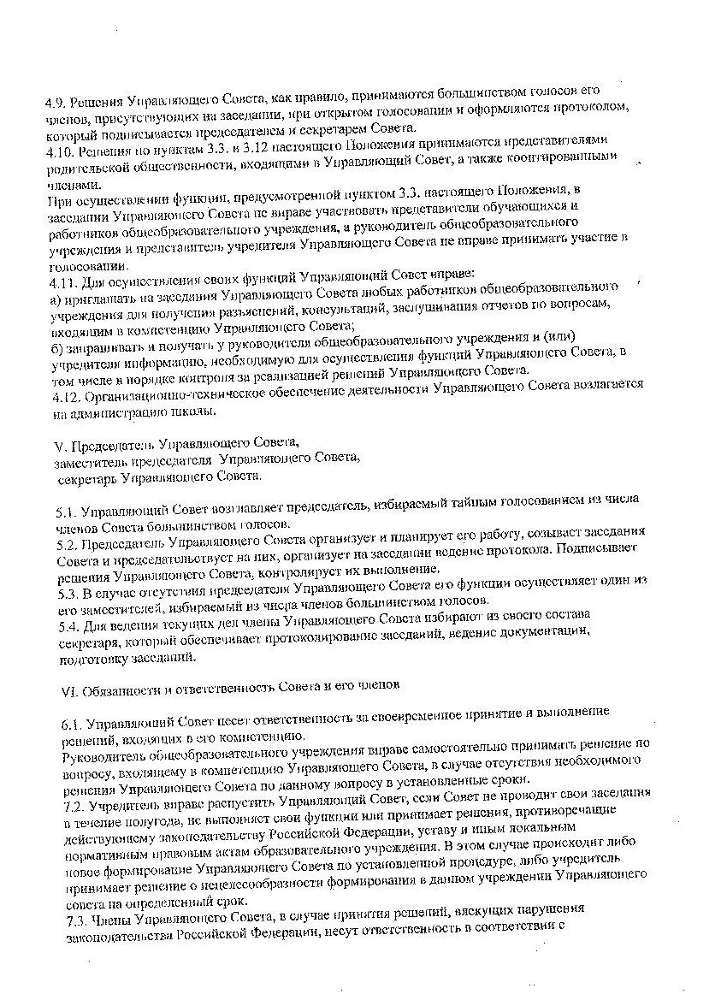 4.9. Решения Управляющего Совета, как правило, принимаются большинством голосов его
членов, присутствующих на заседании, при открытом голосовании и оформляются протоколом,
который подписывается председателем и секретарем Совета.
4.10. Решения по пунктам 3.3. и 3.12 настоящего Положения принимаются представителями
родительской общественности, входящими в Управляющий Совет, а также кооптированными
членами.
При осуществлении функции, предусмотренной пунктом 3.3. настоящего Положения, в
заседании Управляющего Совета не вправе участвовать представители обучающихся и
работников общеобразовательного учреждения, а руководитель общеобразовательного
учреждения и представитель учредителя Управляющего Совета не вправе принимать участие в
голосовании.
4.11. Для осуществления своих функций Управляющий Совет вправе:
а) приглашать на заседания Управляющего Совета любых работников общеобразовательного
учреждения для получения разъяснений, консультаций, заслушивания отчетов по вопросам,
входящим в компетенцию Управляющего Совета;
б) запрашивать и получать у руководителя общеобразовательного учреждения и (или)
учредителя информацию, необходимую для осуществления функций Управляющего Совета, в
том числе в порядке контроля за реализацией решений Управляющего Совета.
4.12. Организационно-техническое обеспечение деятельности Управляющего Совета возлагается
на администрацию школы.
V. Председатель Управляющего Совета,
заместитель председателя Управляющего Совета,
секретарь Управляющего Совета.
5.1. Управляющий Совет возглавляет председатель, избираемый тайным голосованием из числа
членов Совета большинством голосов.
5.2. Председатель Управляющего Совета организует и планирует его работу, созывает заседания
Совета и председательствует на них, организует на заседании ведение протокола. Подписывает
решения Управляющего Совета, контролирует их выполнение.
5.3. В случае отсутствия председателя Управляющего Совета его функции осуществляет один из
его заместителей, избираемый из числа членов большинством голосов.
5.4. Для ведения текущих дел члены Управляющего Совета избирают из своего состава
секретаря, который обеспечивает протоколирование заседаний, ведение документации,
подготовку заседаний.
VI. Обязанности и ответственность Совета и его членов
6.1. Управляющий Совет несет ответственность за своевременное принятие и выполнение
решений, входящих в его компетенцию.
Руководитель общеобразовательного учреждения вправе самостоятельно принимать решение по
вопросу, входящему в компетенцию Управляющего Совета, в случае отсутствия необходимого
решения Управляющего Совета по данному вопросу в установленные сроки.
7.2. Учредитель вправе распустить Управляющий Совет, если Совет не проводит свои заседания
в течение полугода, не выполняет свои функции или принимает решения, противоречащие
действующему законодательству Российской Федерации, уставу и иным локальным
нормативным правовым актам образовательного учреждения. В этом случае происходит либо
новое формирование Управляющего Совета по установленной процедуре, либо учредитель
принимает решение о нецелесообразности формирования в данном учреждении Управляющего
совета на определенный срок.
7.3. Члены Управляющего Совета, в случае принятия решений, влекущих нарушения
законодательства Российской Федерации, несут ответственность в соответствии с